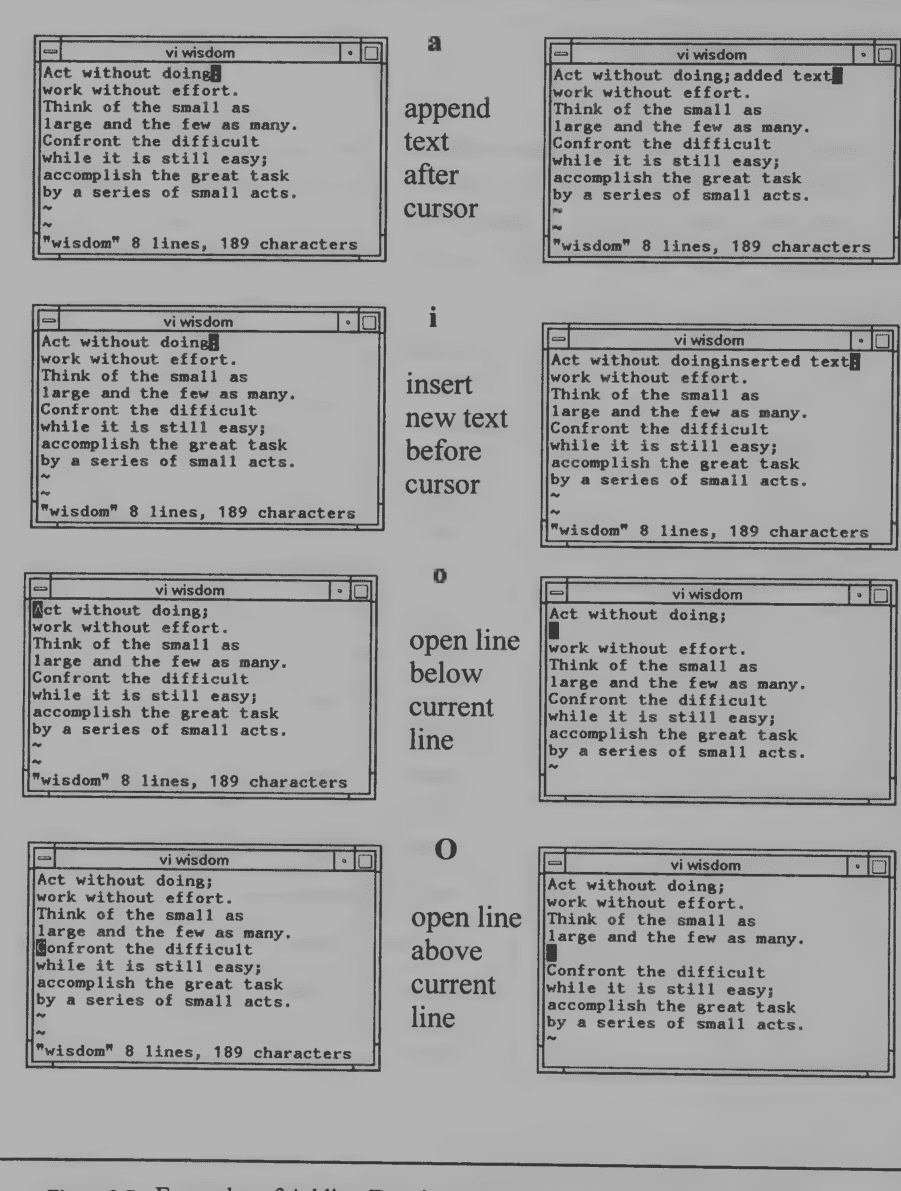 a
vi wisdom
Act without doing;
work without effort.
Think of the small as
large and the few as many.
Confront the difficult
while it is still easy;
accomplish the great task
by a series of small acts.
~
~
"wisdom" 8 lines, 189 characters
append
text
after
cursor
vi wisdom
Act without doing;added text
work without effort.
Think of the small as
large and the few as many.
Confront the difficult
while it is still easy;
accomplish the great task
by a series of small acts.
~
~
"wisdom" 8 lines, 189 characters
i
vi wisdom
Act without doing;
work without effort.
Think of the small as
large and the few as many.
Confront the difficult
while it is still easy;
accomplish the great task
by a series of small acts.
~
~
"wisdom" 8 lines, 189 characters
insert
new text
before
cursor
vi wisdom
Act without doinginserted text;
work without effort.
Think of the small as
large and the few as many.
Confront the difficult
while it is still easy;
accomplish the great task
by a series of small acts.
~
~
"wisdom" 8 lines, 189 characters
o
vi wisdom
Act without doing;
work without effort.
Think of the small as
large and the few as many.
Confront the difficult
while it is still easy;
accomplish the great task
by a series of small acts.
~
~
"wisdom" 8 lines, 189 characters
open line
below
current
line
vi wisdom
Act without doing;
work without effort.
Think of the small as
large and the few as many.
Confront the difficult
while it is still easy;
accomplish the great task
by a series of small acts.
~
O
vi wisdom
Act without doing;
work without effort.
Think of the small as
large and the few as many.
Confront the difficult
while it is still easy;
accomplish the great task
by a series of small acts.
~
~
"wisdom" 8 lines, 189 characters
open line
above
current
line
vi wisdom
Act without doing;
work without effort.
Think of the small as
large and the few as many.
Confront the difficult
while it is still easy;
accomplish the great task
by a series of small acts.
~